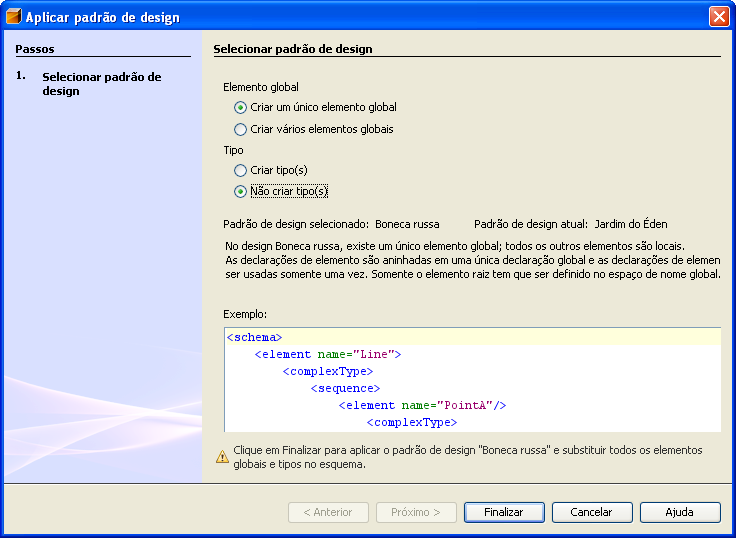 Aplicar padrão de design
Passos
1. Selecionar padrão de
design
Selecionar padrão de design
Elemento global
Criar um único elemento global
Criar vários elementos globais
Tipo
Criar tipo(s)
Não criar tipo(s)
Padrão de design selecionado: Boneca russa Padrão de design atual: Jardim do Éden
No design Boneca russa, existe um único elemento global; todos os outros elementos são locais.
As declarações de elemento são aninhadas em uma única declaração global e as declarações de elemen
ser usadas somente uma vez. Somente o elemento raiz tem que ser definido no espaço de nome global.
Exemplo:
<schema>
<element name="Line">
<complexType>
<sequence>
<element name="PointA"/>
<complexType>
Clique em Finalizar para aplicar o padrão de design "Boneca russa" e substituir todos os elementos
globais e tipos no esquema.
< Anterior Próximo > Finalizar Cancelar Ajuda